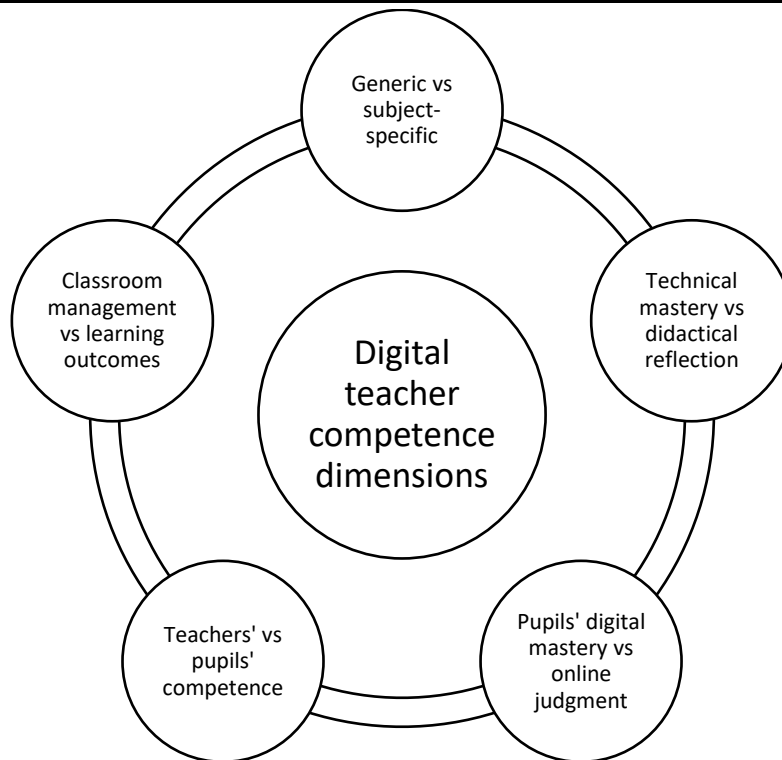 Generic vs
subject-
specific
Technical
mastery vs
didactical
reflection
Pupils' digital
mastery vs
online
judgment
Teachers' vs
pupils'
competence
Classroom
management
vs learning
outcomes
Digital
teacher
competence
dimensions